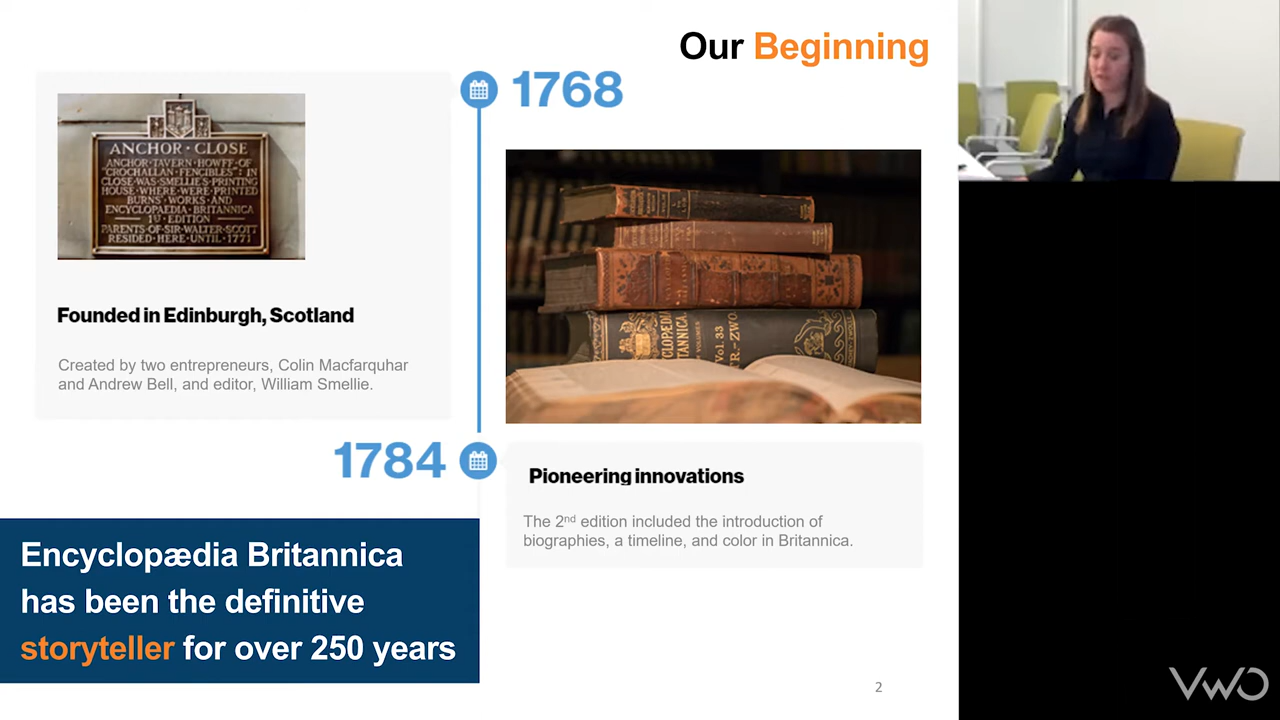 Our Beginning
1768
ANCHOR·CLOSE
ANCHOR·TAVERN·HOWFF·OF
"CROCHALLAN·FENCIBLES": IN
CLOSE·WAS·SMELLIE'S·PRINTING
HOUSE·WHERE·WERE·PRINTED
BURNS'·WORKS·AND
ENCYCLOPAEDIA·BRITANNICA
1ST·EDITION
PARENTS·OF·SIR·WALTER·SCOTT
RESIDED·HERE·UNTIL·1771
Founded in Edinburgh, Scotland
Created by two entrepreneurs, Colin Macfarquhar
and Andrew Bell, and editor, William Smellie.
Vol. 33
1784
Pioneering innovations
The 2nd edition included the introduction of
biographies, a timeline, and color in Britannica.
Encyclopædia Britannica
has been the definitive
storyteller for over 250 years
2
VWO